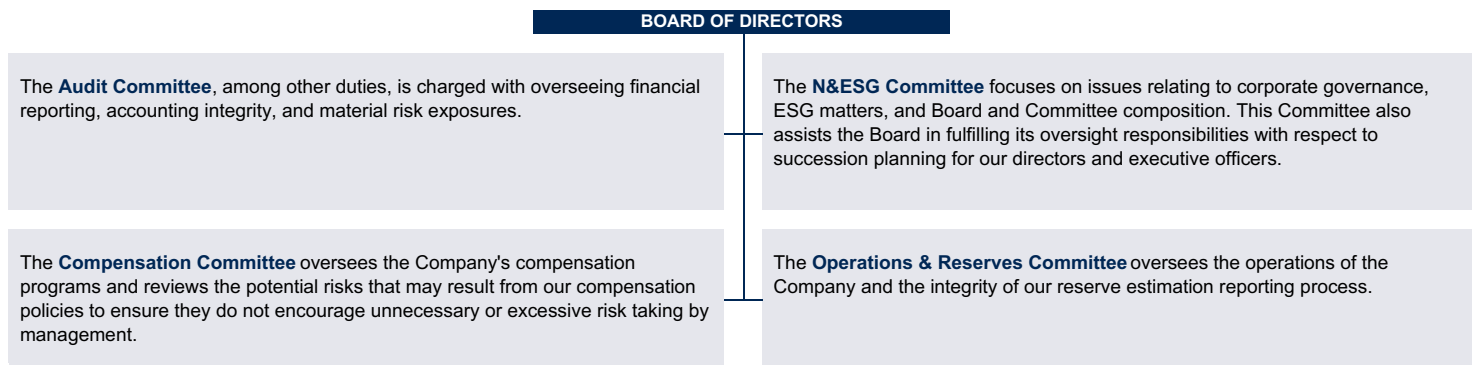 BOARD OF DIRECTORS
The Audit Committee, among other duties, is charged with overseeing financial
reporting, accounting integrity, and material risk exposures.
The N&ESG Committee focuses on issues relating to corporate governance,
ESG matters, and Board and Committee composition. This Committee also
assists the Board in fulfilling its oversight responsibilities with respect to
succession planning for our directors and executive officers.
The Compensation Committee oversees the Company's compensation
programs and reviews the potential risks that may result from our compensation
policies to ensure they do not encourage unnecessary or excessive risk taking by
management.
The Operations & Reserves Committee oversees the operations of the
Company and the integrity of our reserve estimation reporting process.